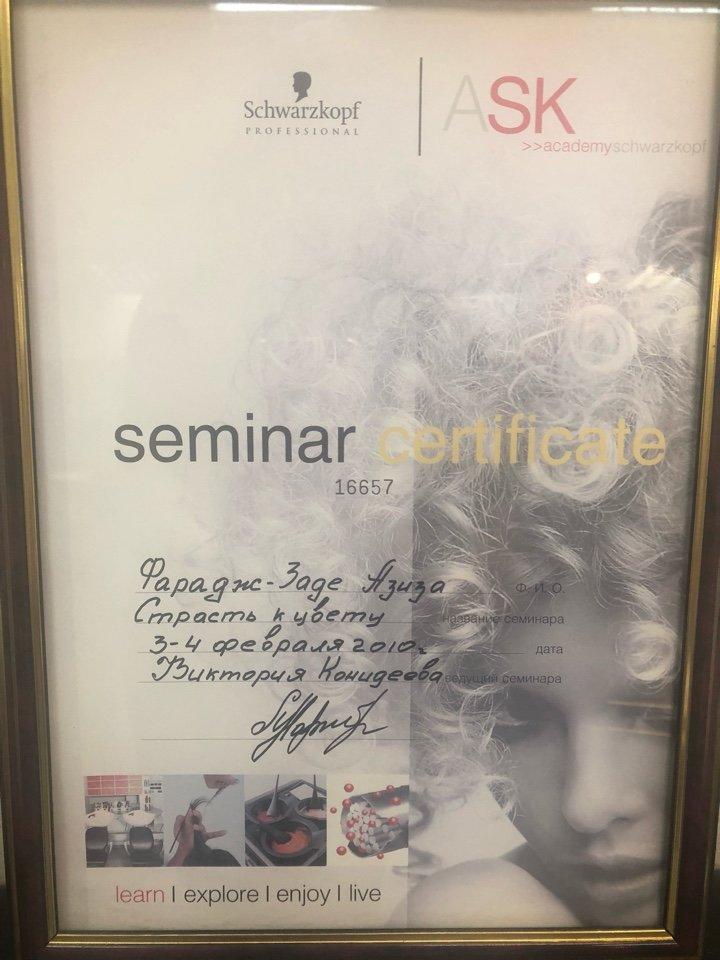 Schwarzkopf
PROFESSIONAL
ASK
>>academyschwarzkopf
seminar certificate
16657
Фарадж-Заде Азиза Ф. И. О.
Страсть к цвету название семинара
3-4 февраля 2010г. дата
Виктория Конидеова ведущий семинара
learn | explore | enjoy | live